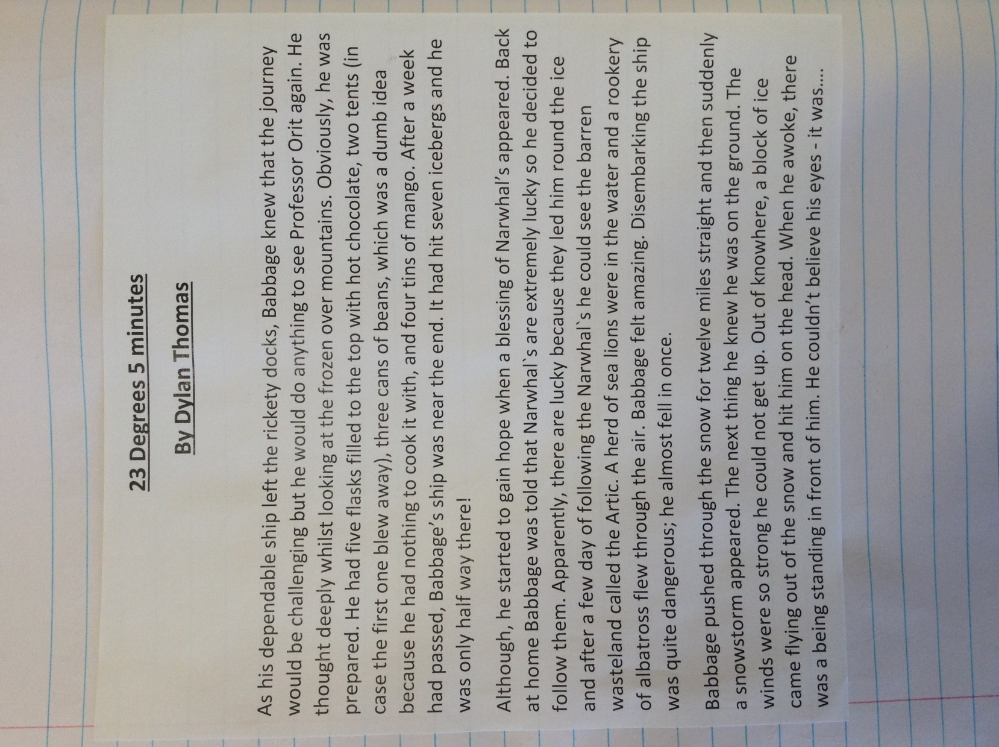 23 Degrees 5 minutes
By Dylan Thomas
As his dependable ship left the rickety docks, Babbage knew that the journey
would be challenging but he would do anything to see Professor Orit again. He
thought deeply whilst looking at the frozen over mountains. Obviously, he was
prepared. He had five flasks filled to the top with hot chocolate, two tents (in
case the first one blew away), three cans of beans, which was a dumb idea
because he had nothing to cook it with, and four tins of mango. After a week
had passed, Babbage's ship was near the end. It had hit seven icebergs and he
was only half way there!
Although, he started to gain hope when a blessing of Narwhal's appeared. Back
at home Babbage was told that Narwhal`s are extremely lucky so he decided to
follow them. Apparently, there are lucky because they led him round the ice
and after a few day of following the Narwhal`s he could see the barren
wasteland called the Artic. A herd of sea lions were in the water and a rookery
of albatross flew through the air. Babbage felt amazing. Disembarking the ship
was quite dangerous; he almost fell in once.
Babbage pushed through the snow for twelve miles straight and then suddenly
a snowstorm appeared. The next thing he knew he was on the ground. The
winds were so strong he could not get up. Out of knowhere, a block of ice
came flying out of the snow and hit him on the head. When he awoke, there
was a being standing in front of him. He couldn't believe his eyes - it was....